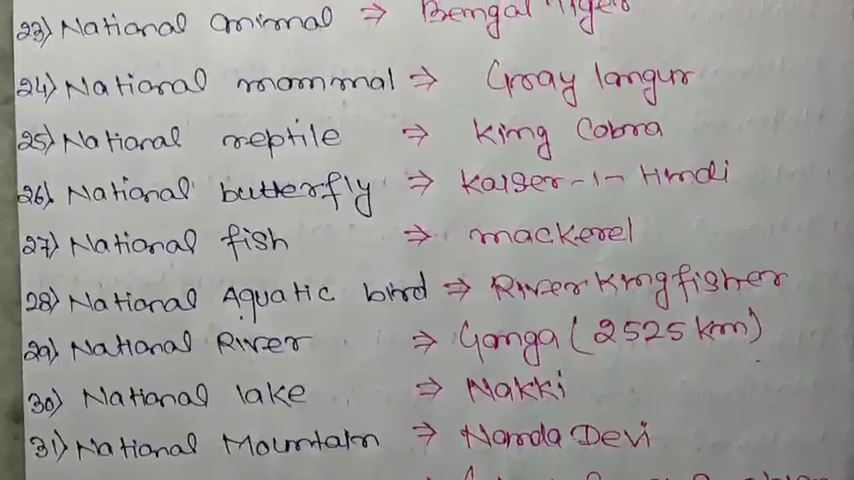 23) National animal ⇒ Bengal Tiger
24) National mammal ⇒ Gray langur
25) National reptile ⇒ King Cobra
26) National butterfly ⇒ Kaiser-I-Hindi
27) National fish ⇒ mackerel
28) National Aquatic bird ⇒ River Kingfisher
29) National River ⇒ Ganga (2525 km)
30) National lake ⇒ Nakki
31) National Mountain ⇒ Nanda Devi